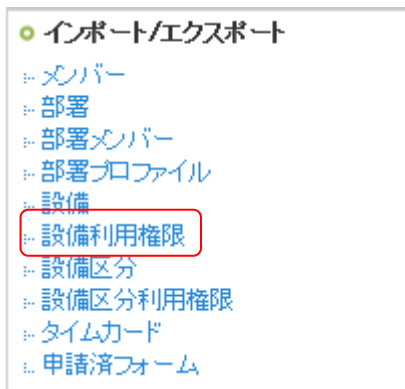 インポート/エクスポート
メンバー
部署
部署メンバー
部署プロファイル
設備
設備利用権限
設備区分
設備区分利用権限
タイムカード
申請済フォーム